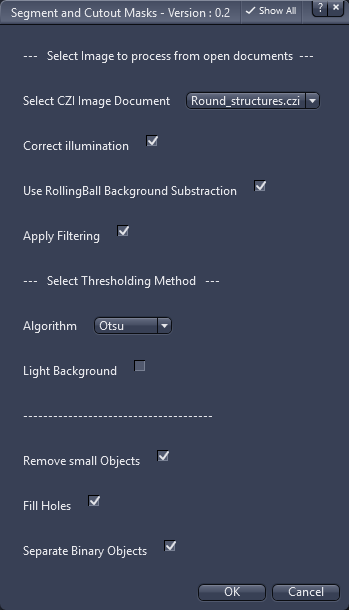 Segment and Cutout Masks - Version : 0.2 ✓ Show All ? ×
--- Select Image to process from open documents ---
Select CZI Image Document Round_structures.czi
Correct illumination
Use RollingBall Background Substraction
Apply Filtering
--- Select Thresholding Method ---
Algorithm Otsu
Light Background
--------------------------------------
Remove small Objects
Fill Holes
Separate Binary Objects
OK Cancel